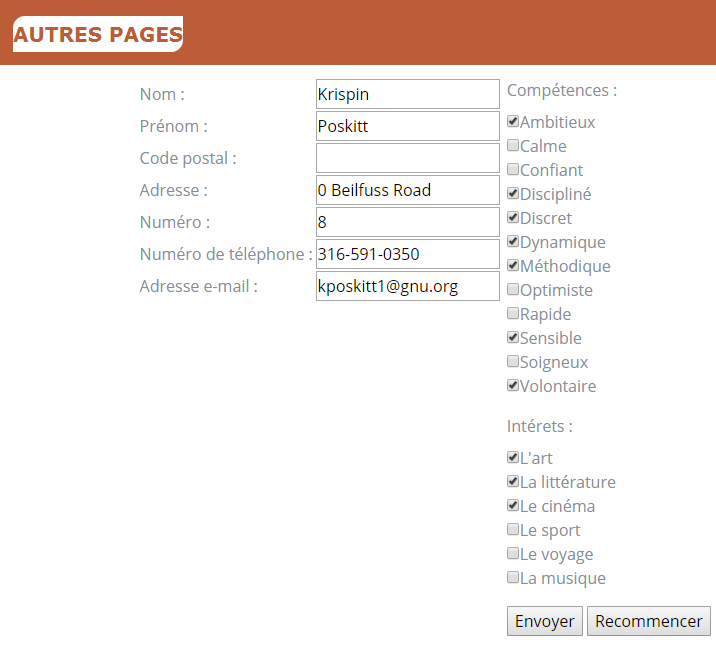 AUTRES PAGES
Nom :
Krispin
Prénom :
Poskitt
Code postal :
Adresse :
0 Beilfuss Road
Numéro :
8
Numéro de téléphone :
316-591-0350
Adresse e-mail :
kposkitt1@gnu.org
Compétences :
Ambitieux
Calme
Confiant
Discipliné
Discret
Dynamique
Méthodique
Optimiste
Rapide
Sensible
Soigneux
Volontaire
Intérets :
L'art
La littérature
Le cinéma
Le sport
Le voyage
La musique
Envoyer
Recommencer